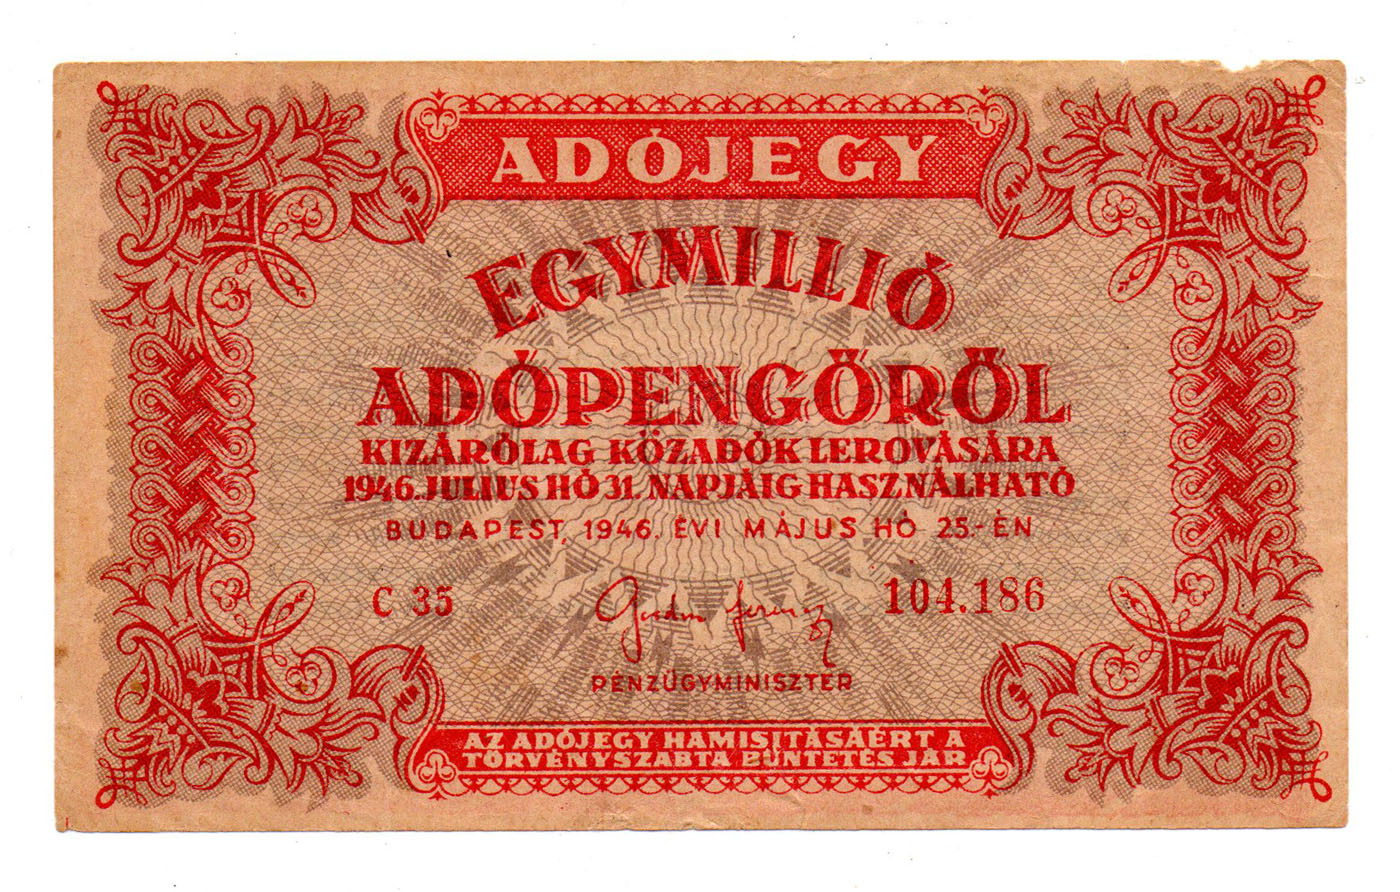 ADÓJEGY
EGYMILLIÓ
ADÓPENGŐRŐL
KIZÁRÓLAG KÖZADÓK LEROVÁSÁRA
1946. JULIUS HÓ 31. NAPJÁIG HASZNÁLHATÓ
BUDAPEST, 1946. ÉVI MÁJUS HÓ 25.-ÉN
C 35 104.186
PÉNZÜGYMINISZTER
AZ ADÓJEGY HAMISITÁSÁÉRT A
TÖRVÉNYSZABTA BÜNTETÉS JÁR